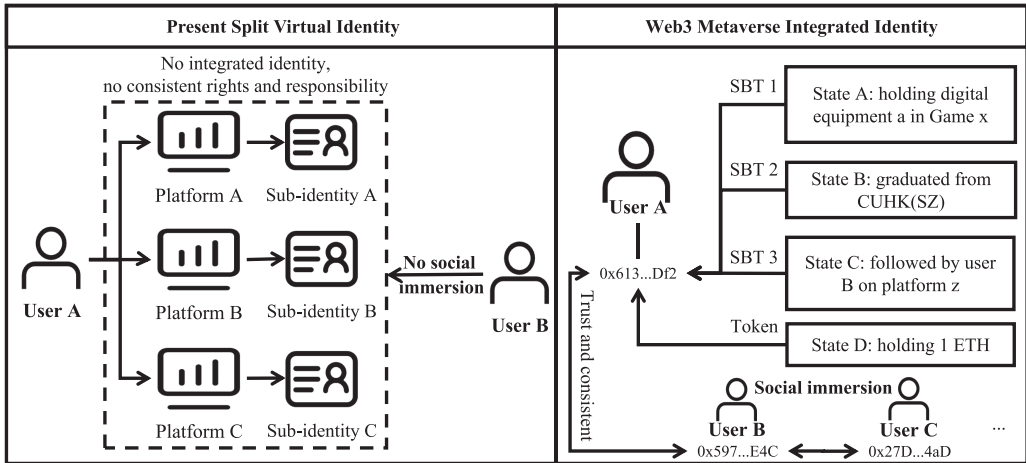 Present Split Virtual Identity
No integrated identity,
no consistent rights and responsibility
Platform A
Sub-identity A
Platform B
Sub-identity B
Platform C
Sub-identity C
User A
No social
immersion
User B
Web3 Metaverse Integrated Identity
User A
0x613...Df2
SBT 1
State A: holding digital
equipment a in Game x
SBT 2
State B: graduated from
CUHK(SZ)
SBT 3
State C: followed by user
B on platform z
Token
State D: holding 1 ETH
Trust and consistent
Social immersion
User B
0x597...E4C
User C
0x27D...4aD
...